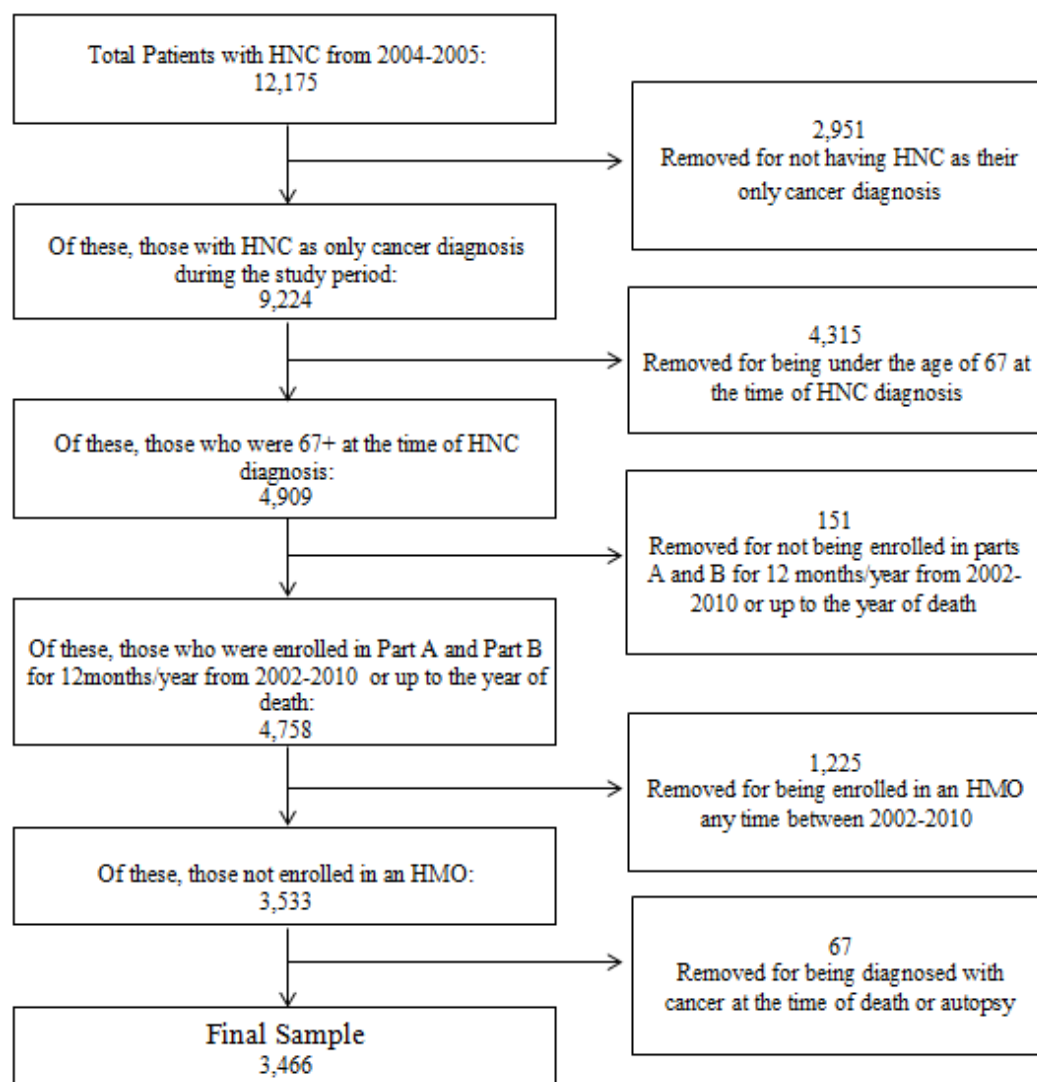 Total Patients with HNC from 2004-2005:
12,175
2,951
Removed for not having HNC as their
only cancer diagnosis
Of these, those with HNC as only cancer diagnosis
during the study period:
9,224
4,315
Removed for being under the age of 67 at
the time of HNC diagnosis
Of these, those who were 67+ at the time of HNC
diagnosis:
4,909
151
Removed for not being enrolled in parts
A and B for 12 months/year from 2002-
2010 or up to the year of death
Of these, those who were enrolled in Part A and Part B
for 12months/year from 2002-2010 or up to the year of
death:
4,758
1,225
Removed for being enrolled in an HMO
any time between 2002-2010
Of these, those not enrolled in an HMO:
3,533
67
Removed for being diagnosed with
cancer at the time of death or autopsy
Final Sample
3,466